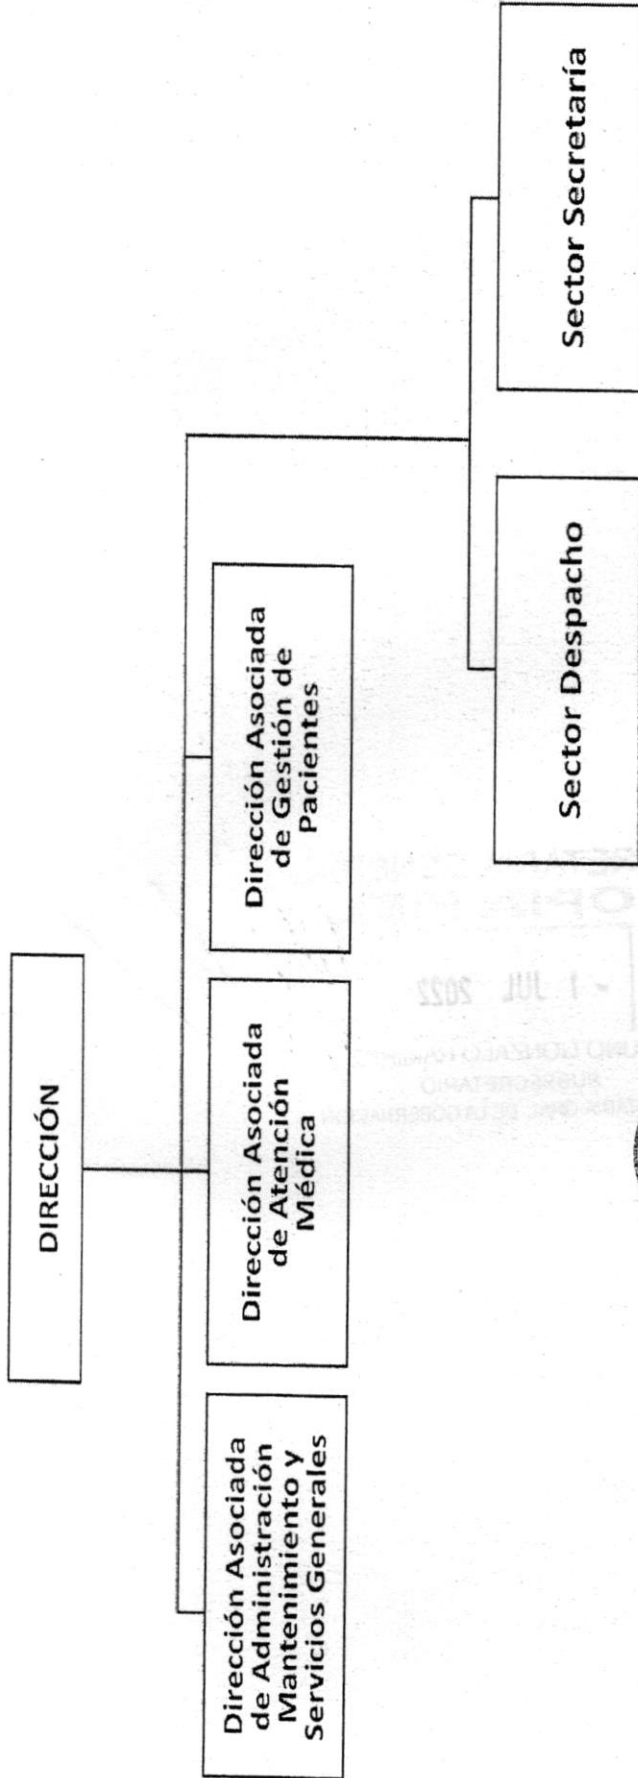 DIRECCIÓN
Dirección Asociada
de Administración
Mantenimiento y
Servicios Generales
Dirección Asociada
de Atención
Médica
Dirección Asociada
de Gestión de
Pacientes
Sector Despacho
Sector Secretaría
- 1 JUL 2022
SUBSECRETARIO